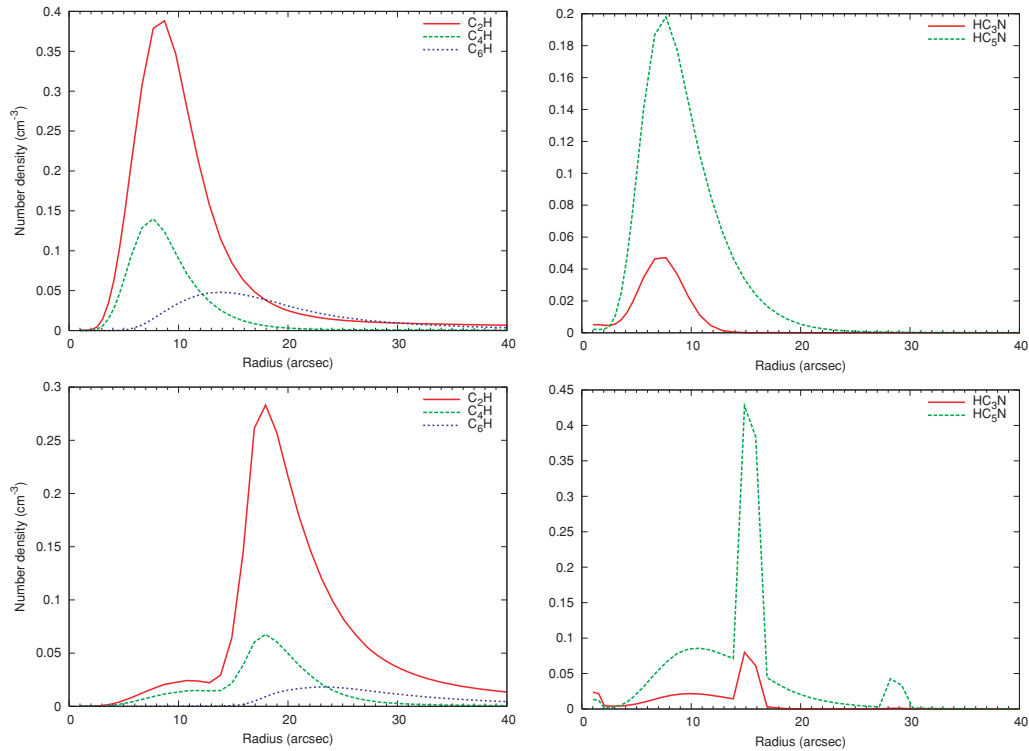 C₂H
C₄H
C₆H
0.4
0.35
0.3
0.25
0.2
0.15
0.1
0.05
0
Number density (cm⁻³)
0 10 20 30 40
Radius (arcsec)
HC₃N
HC₅N
0.2
0.18
0.16
0.14
0.12
0.1
0.08
0.06
0.04
0.02
0
0 10 20 30 40
Radius (arcsec)
C₂H
C₄H
C₆H
0.3
0.25
0.2
0.15
0.1
0.05
0
Number density (cm⁻³)
0 10 20 30 40
Radius (arcsec)
HC₃N
HC₅N
0.45
0.4
0.35
0.3
0.25
0.2
0.15
0.1
0.05
0
0 10 20 30 40
Radius (arcsec)